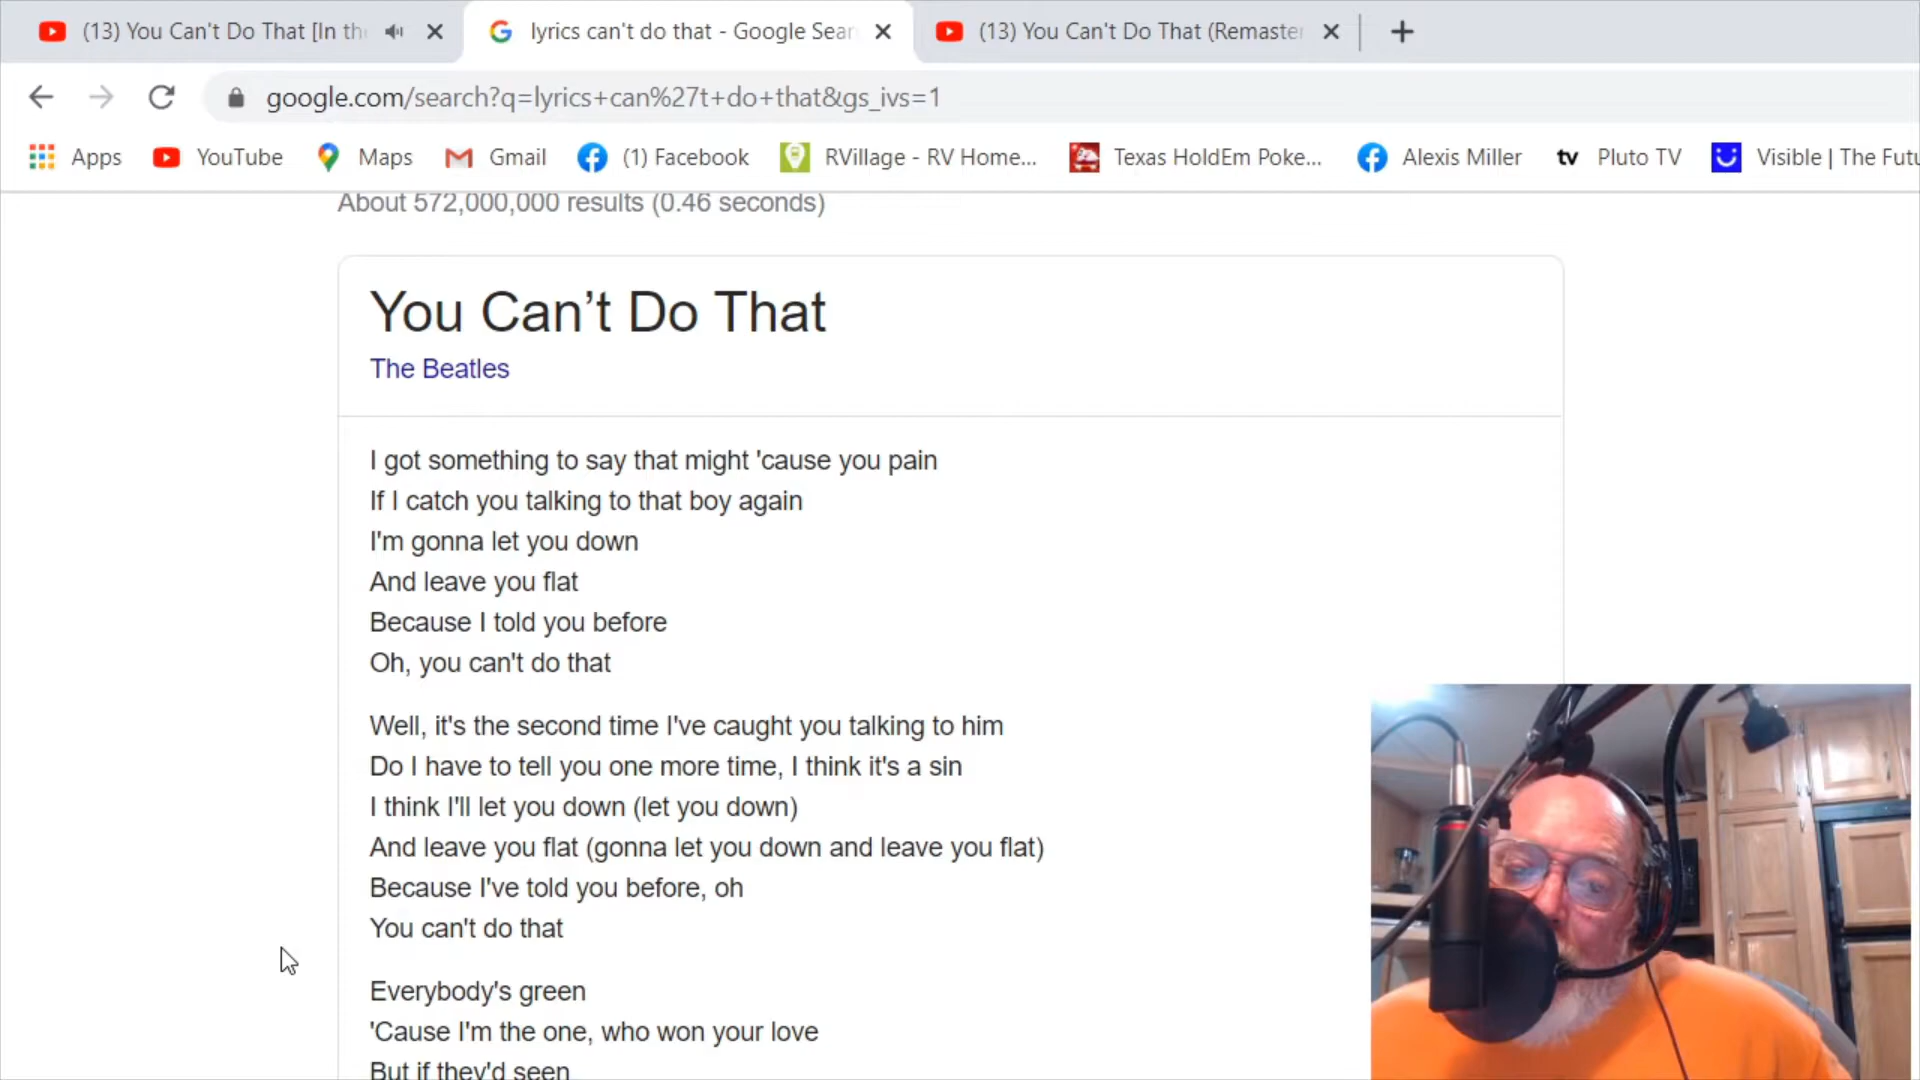 (13) You Can't Do That [In th
lyrics can't do that - Google Sear
(13) You Can't Do That (Remaster
google.com/search?q=lyrics+can%27t+do+that&gs_ivs=1
Apps
YouTube
Maps
Gmail
(1) Facebook
RVillage - RV Home...
Texas HoldEm Poke...
Alexis Miller
tv
Pluto TV
Visible | The Futu
About 572,000,000 results (0.46 seconds)
You Can’t Do That
The Beatles
I got something to say that might 'cause you pain
If I catch you talking to that boy again
I'm gonna let you down
And leave you flat
Because I told you before
Oh, you can't do that
Well, it's the second time I've caught you talking to him
Do I have to tell you one more time, I think it's a sin
I think I'll let you down (let you down)
And leave you flat (gonna let you down and leave you flat)
Because I've told you before, oh
You can't do that
Everybody's green
'Cause I'm the one, who won your love
But if they'd seen